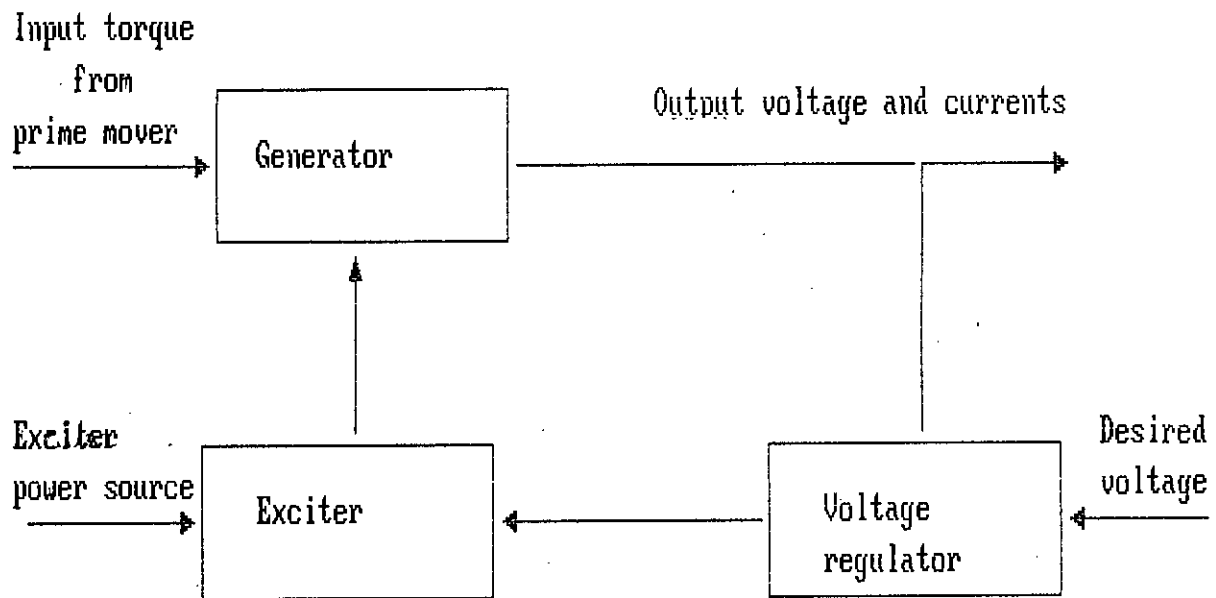 Input torque
from
prime mover
Generator
Output voltage and currents
Exciter
power source
Exciter
Voltage
regulator
Desired
voltage